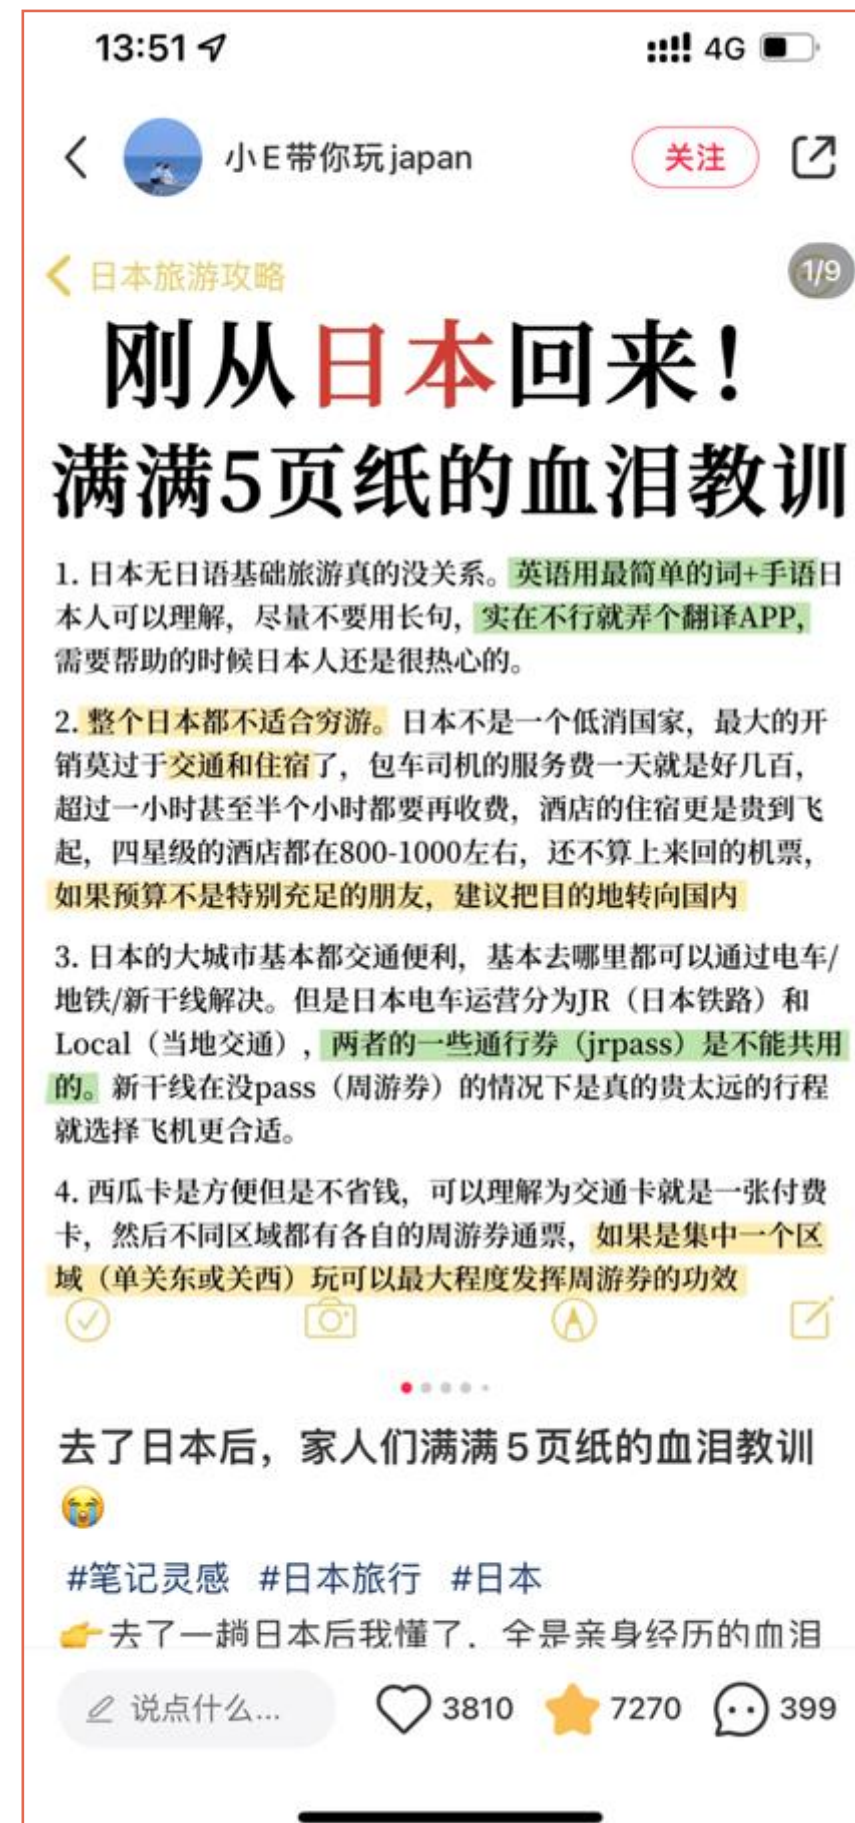 13:51
4G
小E带你玩japan
关注
日本旅游攻略
1/9
刚从日本回来！
满满5页纸的血泪教训
1. 日本无日语基础旅游真的没关系。英语用最简单的词+手语日
本人可以理解，尽量不要用长句，实在不行就弄个翻译APP，
需要帮助的时候日本人还是很热心的。
2. 整个日本都不适合穷游。日本不是一个低消国家，最大的开
销莫过于交通和住宿了，包车司机的服务费一天就是好几百，
超过一小时甚至半个小时都要再收费，酒店的住宿更是贵到飞
起，四星级的酒店都在800-1000左右，还不算上来回的机票，
如果预算不是特别充足的朋友，建议把目的地转向国内
3. 日本的大城市基本都交通便利，基本去哪里都可以通过电车/
地铁/新干线解决。但是日本电车运营分为JR（日本铁路）和
Local（当地交通），两者的一些通行券（jrpass）是不能共用
的。新干线在没pass（周游券）的情况下是真的贵太远的行程
就选择飞机更合适。
4. 西瓜卡是方便但是不省钱，可以理解为交通卡就是一张付费
卡，然后不同区域都有各自的周游券通票，如果是集中一个区
域（单关东或关西）玩可以最大程度发挥周游券的功效
去了日本后，家人们满满5页纸的血泪教训
😭
#笔记灵感 #日本旅行 #日本
👉去了一趟日本后我懂了，全是亲身经历的血泪
说点什么...
3810
7270
399